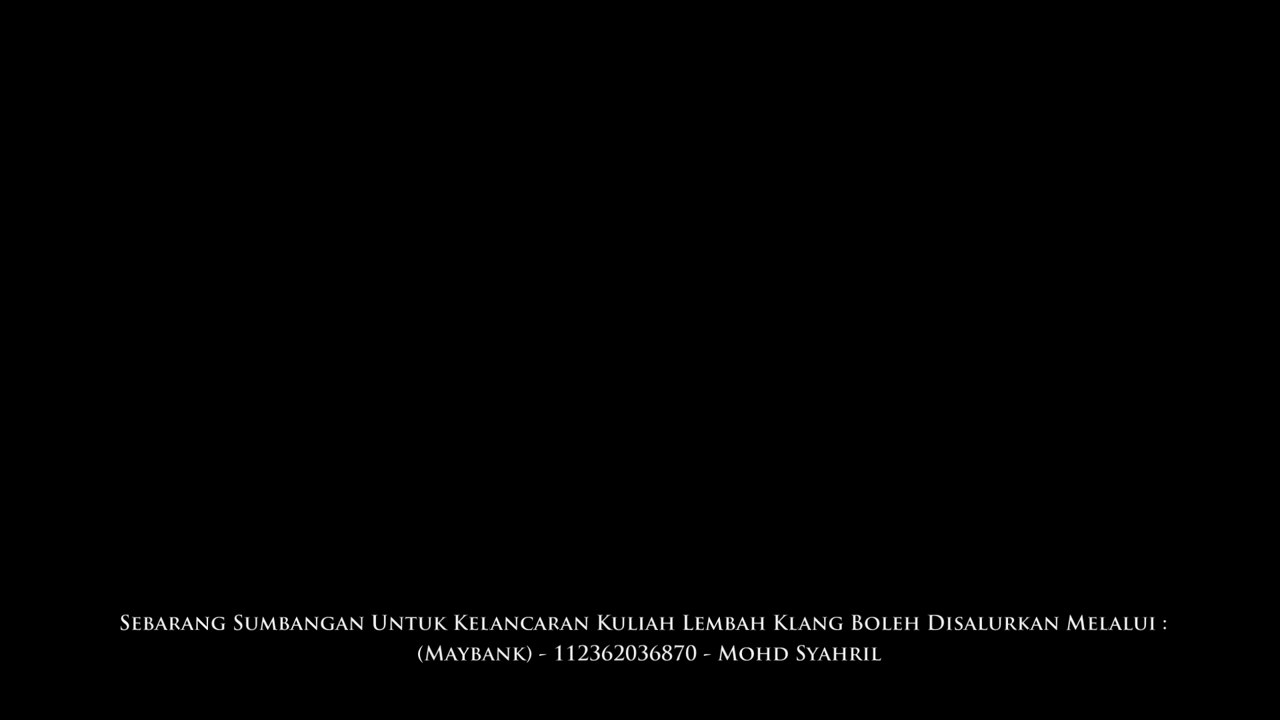 Sebarang Sumbangan Untuk Kelancaran Kuliah Lembah Klang Boleh Disalurkan Melalui :
(Maybank) - 112362036870 - Mohd Syahril